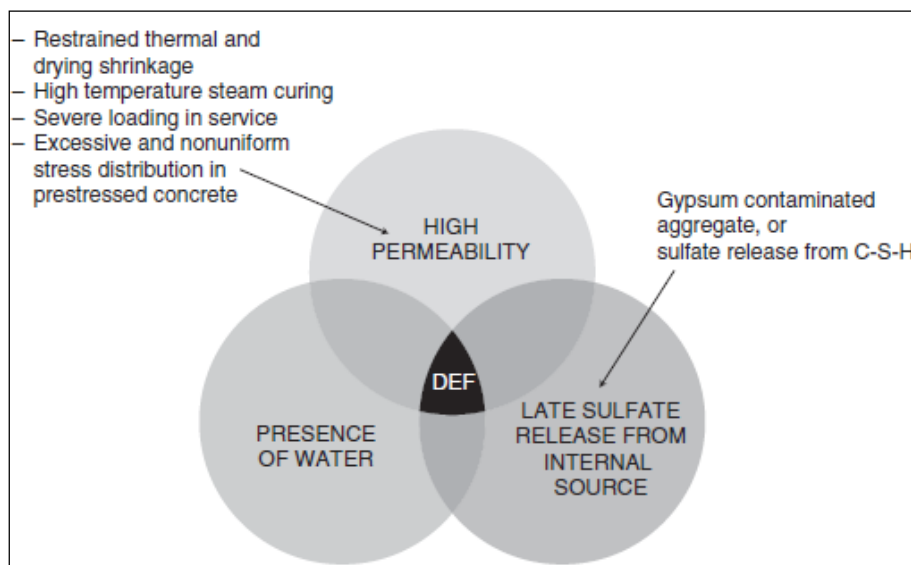 – Restrained thermal and
drying shrinkage
– High temperature steam curing
– Severe loading in service
– Excessive and nonuniform
stress distribution in
prestressed concrete
HIGH
PERMEABILITY
Gypsum contaminated
aggregate, or
sulfate release from C-S-H
DEF
PRESENCE
OF WATER
LATE SULFATE
RELEASE FROM
INTERNAL
SOURCE